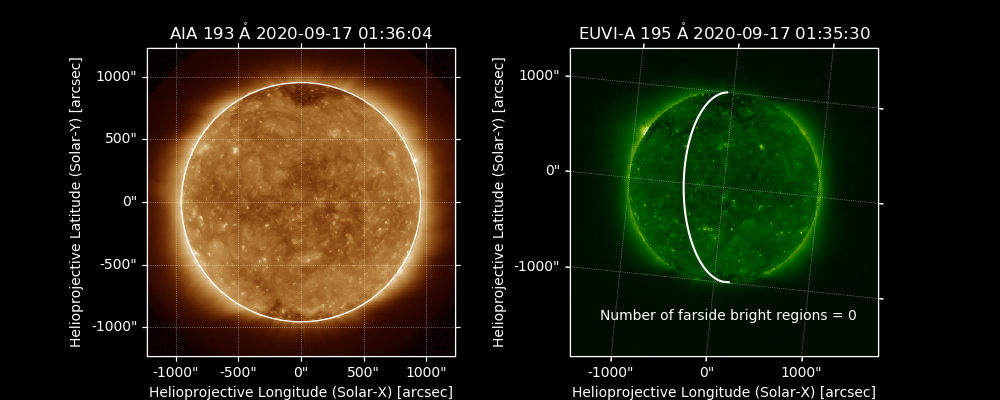 AIA 193 Å 2020-09-17 01:36:04
1000"
500"
0"
-500"
-1000"
Helioprojective Latitude (Solar-Y) [arcsec]
-1000" -500" 0" 500" 1000"
Helioprojective Longitude (Solar-X) [arcsec]
EUVI-A 195 Å 2020-09-17 01:35:30
1000"
0"
-1000"
Helioprojective Latitude (Solar-Y) [arcsec]
Number of farside bright regions = 0
-1000" 0" 1000"
Helioprojective Longitude (Solar-X) [arcsec]